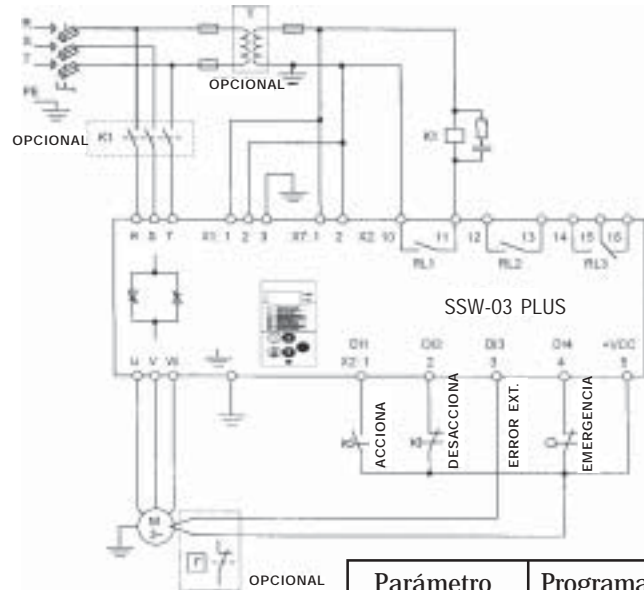 R
S
T
PE
T
OPCIONAL
OPCIONAL
K1
K1
R S T X1: 1 2 3 X7: 1 2 X2: 10 11 12 13 14 15 16
RL1 RL2 RL3
SSW-03 PLUS
DI1 DI2 DI3 DI4 +VCC
U V W X2: 1 2 3 4 5
ACCIONA
DESACCIONA
ERROR EXT.
EMERGENCIA
M
OPCIONAL
Parámetro